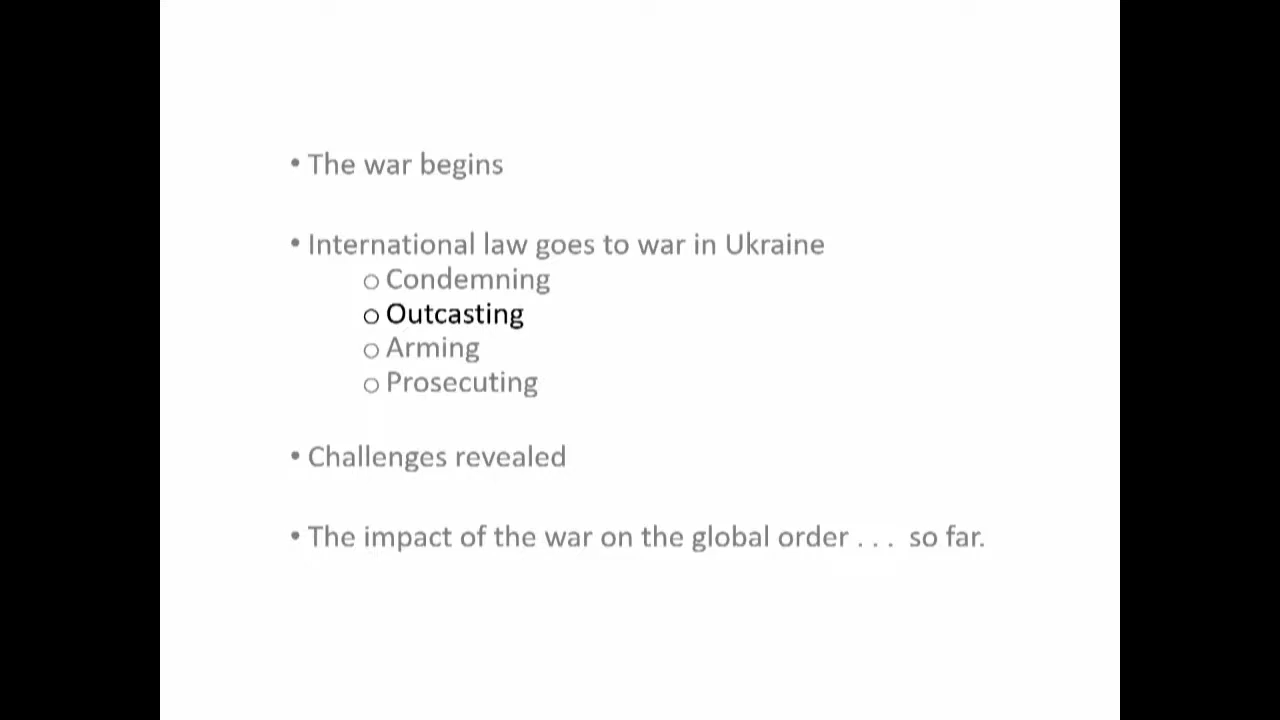 • The war begins
• International law goes to war in Ukraine
o Condemning
o Outcasting
o Arming
o Prosecuting
• Challenges revealed
• The impact of the war on the global order . . .  so far.